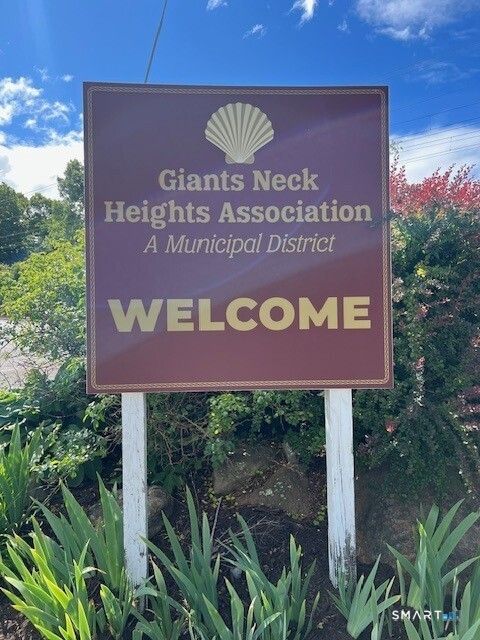 Giants Neck
Heights Association
A Municipal District
WELCOME
SMART